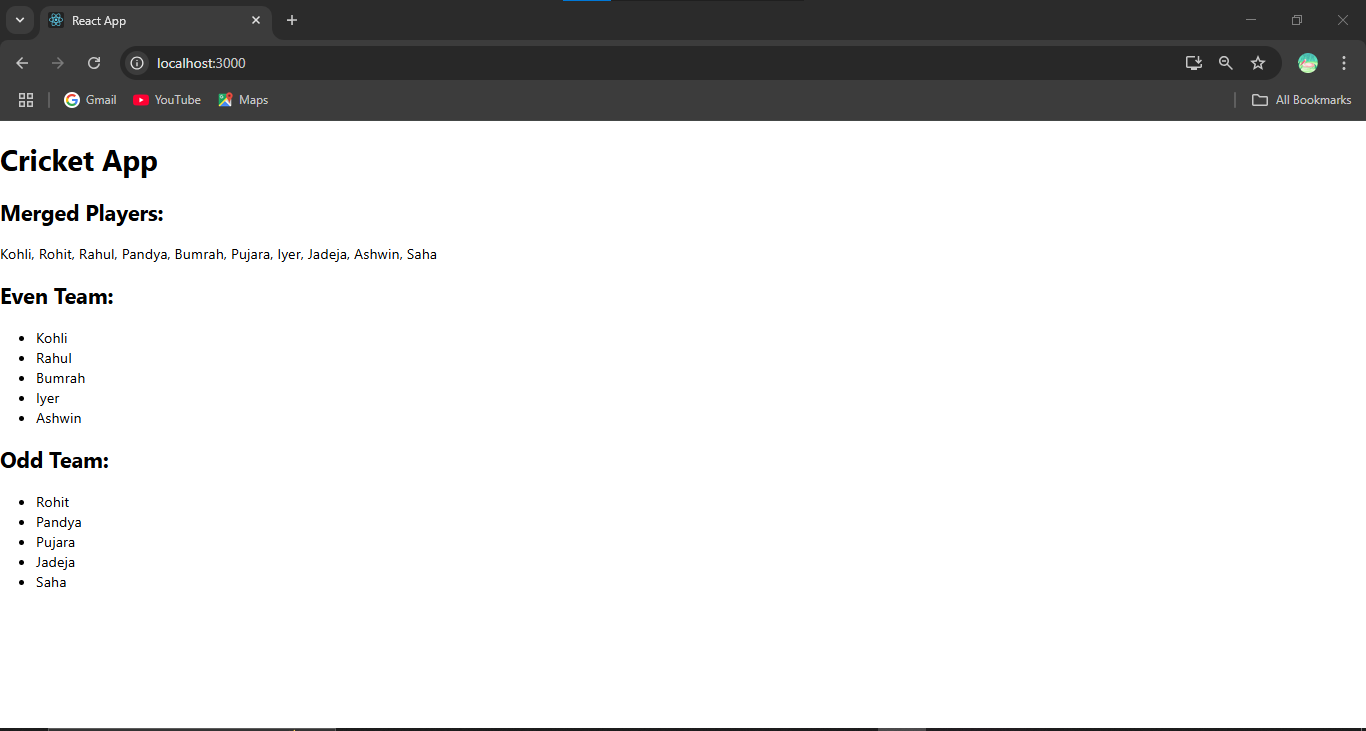 React App
localhost:3000
Gmail YouTube Maps All Bookmarks
Cricket App
Merged Players:
Kohli, Rohit, Rahul, Pandya, Bumrah, Pujara, Iyer, Jadeja, Ashwin, Saha
Even Team:
Kohli
Rahul
Bumrah
Iyer
Ashwin
Odd Team:
Rohit
Pandya
Pujara
Jadeja
Saha